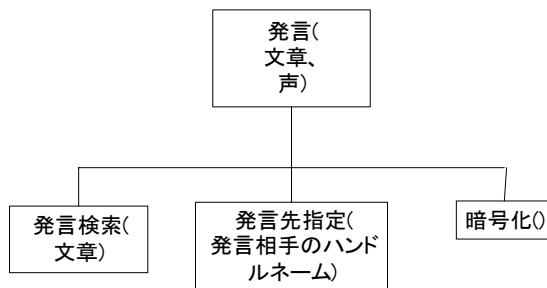 発言(
文章、
声)
発言検索(
文章)
発言先指定(
発言相手のハンド
ルネーム)
暗号化()